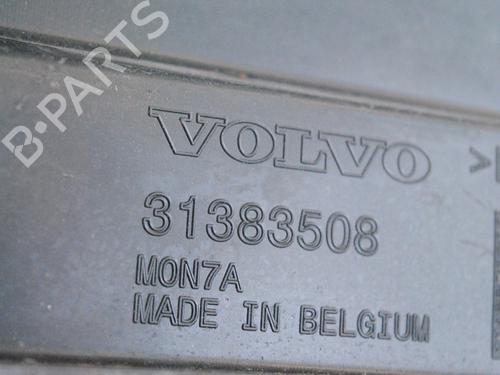 B-PARTS
VOLVO
31383508
MON7A
MADE IN BELGIUM